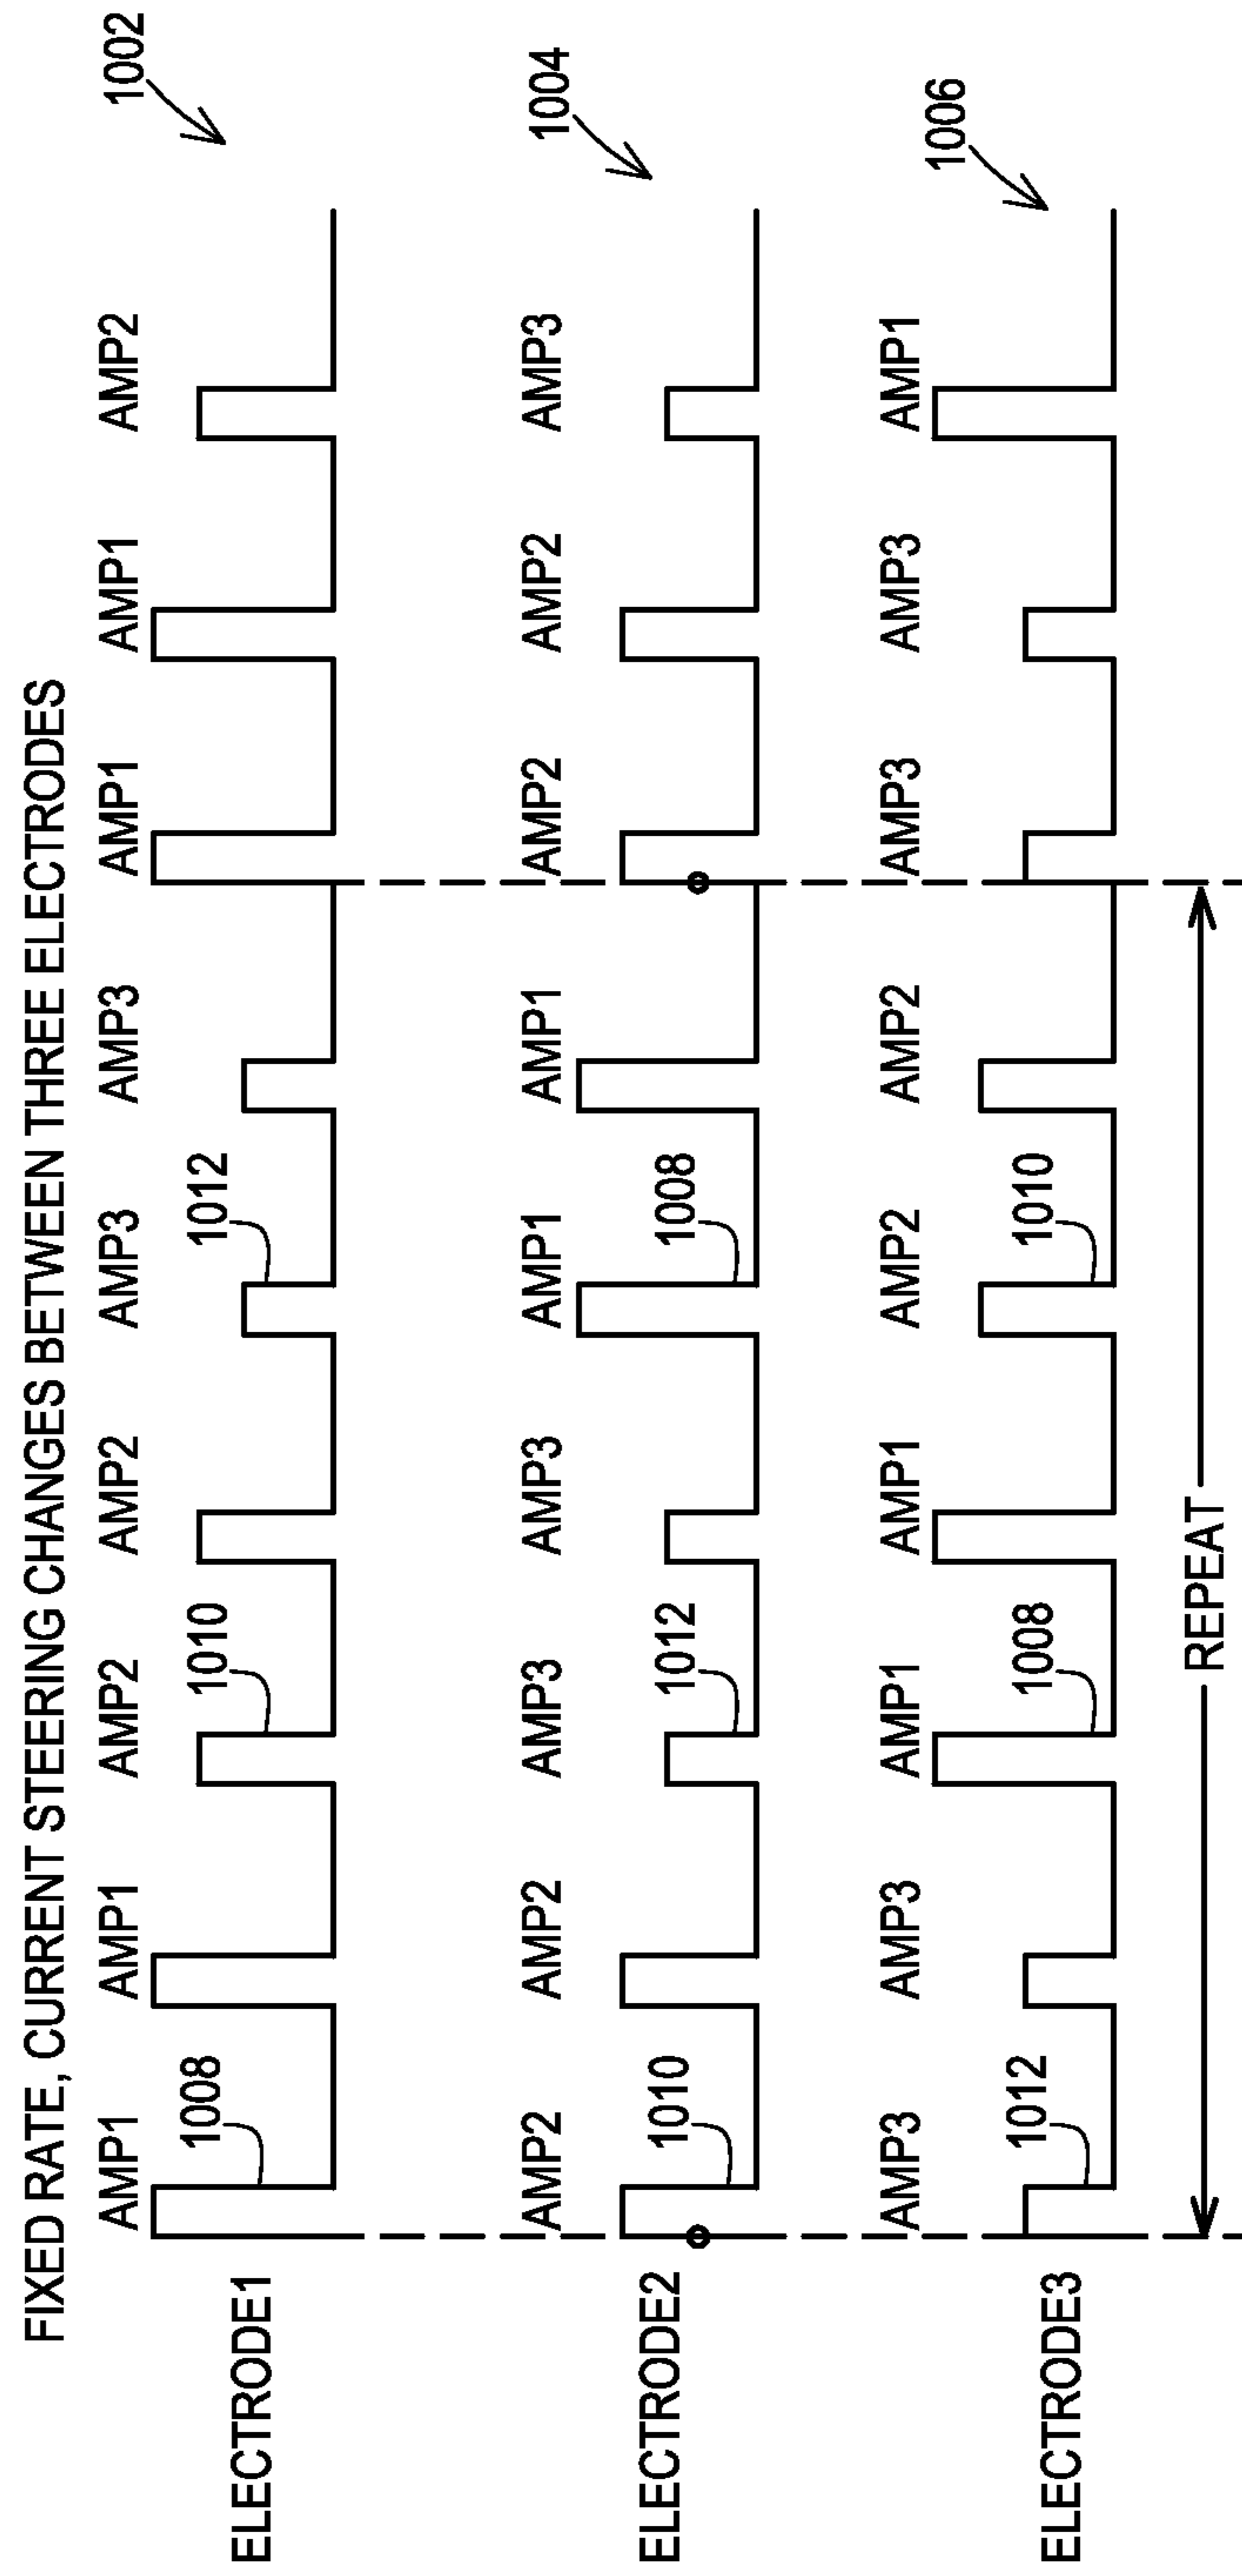 FIXED RATE, CURRENT STEERING CHANGES BETWEEN THREE ELECTRODES
AMP1 AMP1 AMP2 AMP2 AMP3 AMP3 AMP1 AMP1 AMP2
1002
ELECTRODE1
1008 1010 1012
AMP2 AMP2 AMP3 AMP3 AMP1 AMP1 AMP2 AMP2 AMP3
1004
ELECTRODE2
1010 1012 1008
AMP3 AMP3 AMP1 AMP1 AMP2 AMP2 AMP3 AMP3 AMP1
1006
ELECTRODE3
1012 1008 1010
REPEAT